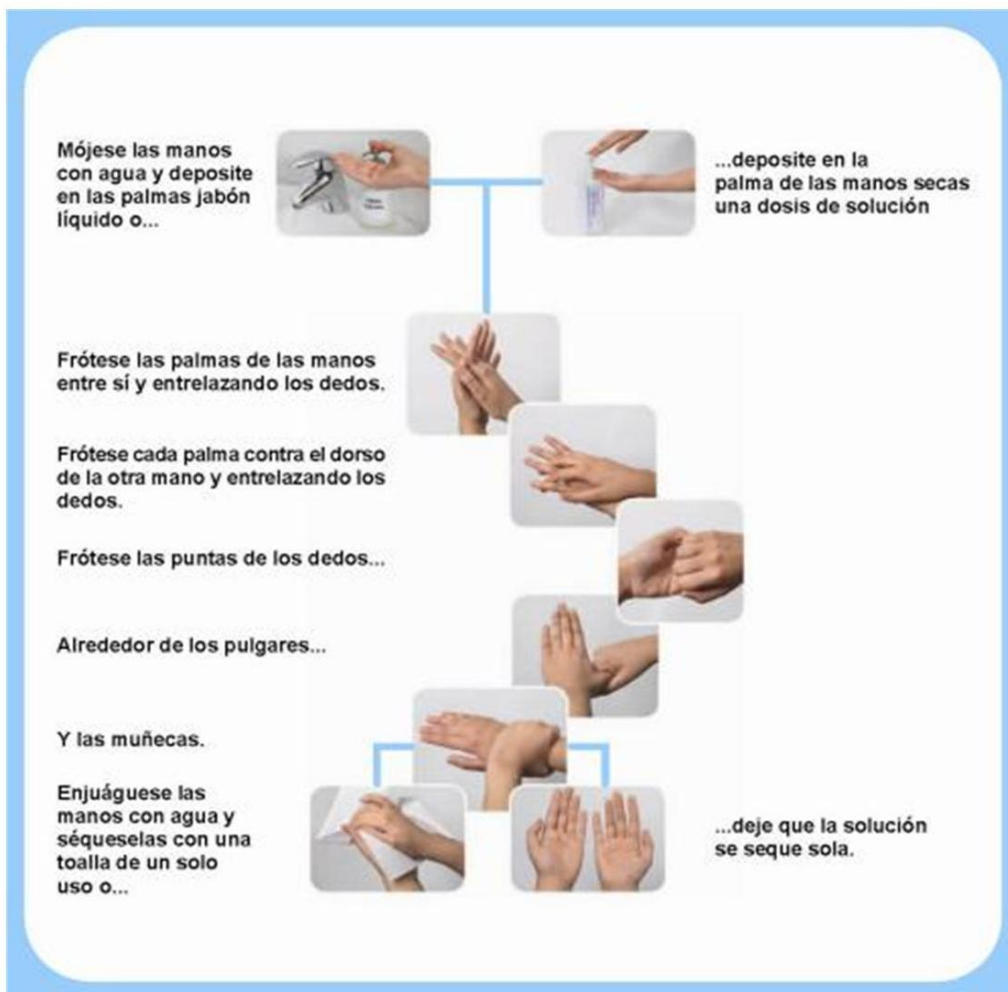 Mójese las manos
con agua y deposite
en las palmas jabón
líquido o...
...deposite en la
palma de las manos secas
una dosis de solución
Frótese las palmas de las manos
entre sí y entrelazando los dedos.
Frótese cada palma contra el dorso
de la otra mano y entrelazando los
dedos.
Frótese las puntas de los dedos...
Alrededor de los pulgares...
Y las muñecas.
Enjuáguese las
manos con agua y
séqueselas con una
toalla de un solo
uso o...
...deje que la solución
se seque sola.